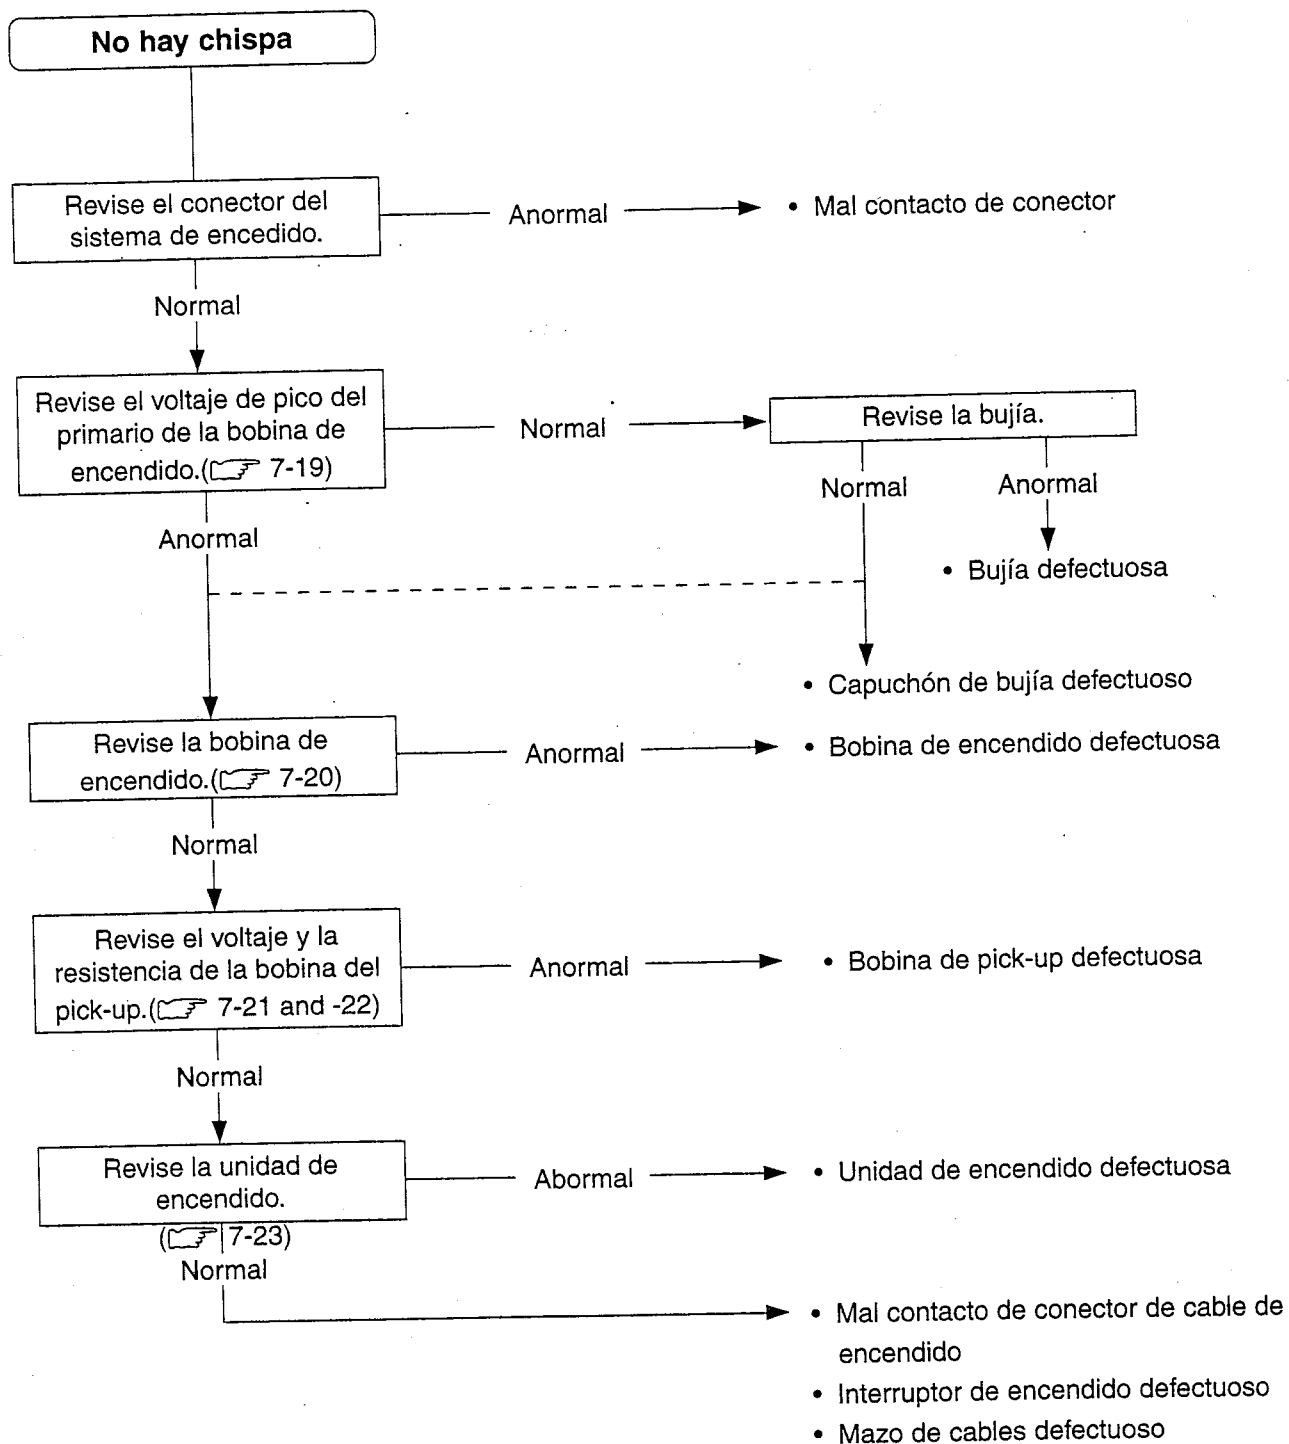 No hay chispa
Revise el conector del
sistema de encedido.
Anormal
• Mal contacto de conector
Normal
Revise el voltaje de pico del
primario de la bobina de
encendido.(☞ 7-19)
Normal
Revise la bujía.
Normal
Anormal
Anormal
• Bujía defectuosa
• Capuchón de bujía defectuoso
Revise la bobina de
encendido.(☞ 7-20)
Anormal
• Bobina de encendido defectuosa
Normal
Revise el voltaje y la
resistencia de la bobina del
pick-up.(☞ 7-21 and -22)
Anormal
• Bobina de pick-up defectuosa
Normal
Revise la unidad de
encendido.
(☞ 7-23)
Abormal
• Unidad de encendido defectuosa
Normal
• Mal contacto de conector de cable de
encendido
• Interruptor de encendido defectuoso
• Mazo de cables defectuoso